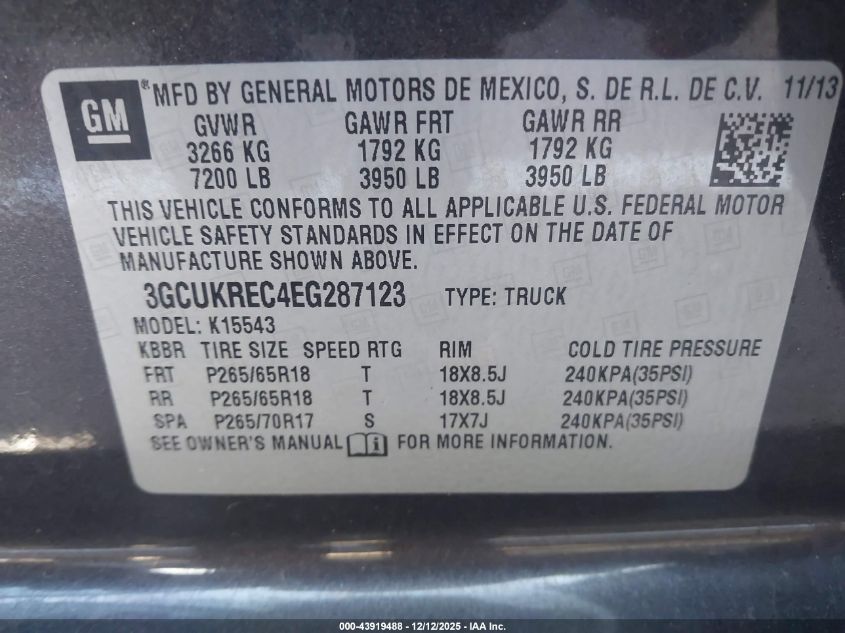 GM ® MFD BY GENERAL MOTORS DE MEXICO, S. DE R.L. DE C.V. 11/13
GVWR GAWR FRT GAWR RR
3266 KG 1792 KG 1792 KG
7200 LB 3950 LB 3950 LB
THIS VEHICLE CONFORMS TO ALL APPLICABLE U.S. FEDERAL MOTOR
VEHICLE SAFETY STANDARDS IN EFFECT ON THE DATE OF
MANUFACTURE SHOWN ABOVE.
3GCUKREC4EG287123 TYPE: TRUCK
MODEL: K15543
KBBR TIRE SIZE SPEED RTG RIM COLD TIRE PRESSURE
FRT P265/65R18 T 18X8.5J 240KPA(35PSI)
RR P265/65R18 T 18X8.5J 240KPA(35PSI)
SPA P265/70R17 S 17X7J 240KPA(35PSI)
SEE OWNER'S MANUAL i FOR MORE INFORMATION.
000-43919488 - 12/12/2025 - IAA Inc.